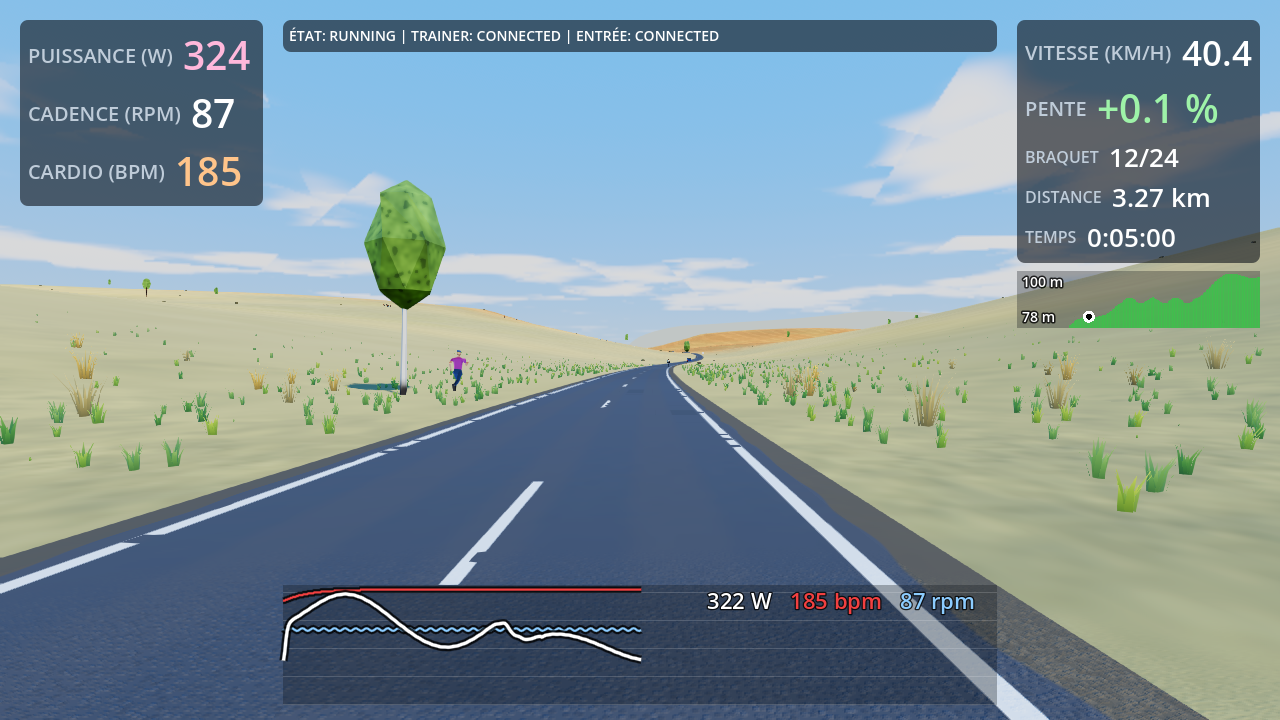 PUISSANCE (W) 324
CADENCE (RPM) 87
CARDIO (BPM) 185
ÉTAT: RUNNING | TRAINER: CONNECTED | ENTRÉE: CONNECTED
VITESSE (KM/H) 40.4
PENTE +0.1 %
BRAQUET 12/24
DISTANCE 3.27 km
TEMPS 0:05:00
100 m
78 m
322 W 185 bpm 87 rpm